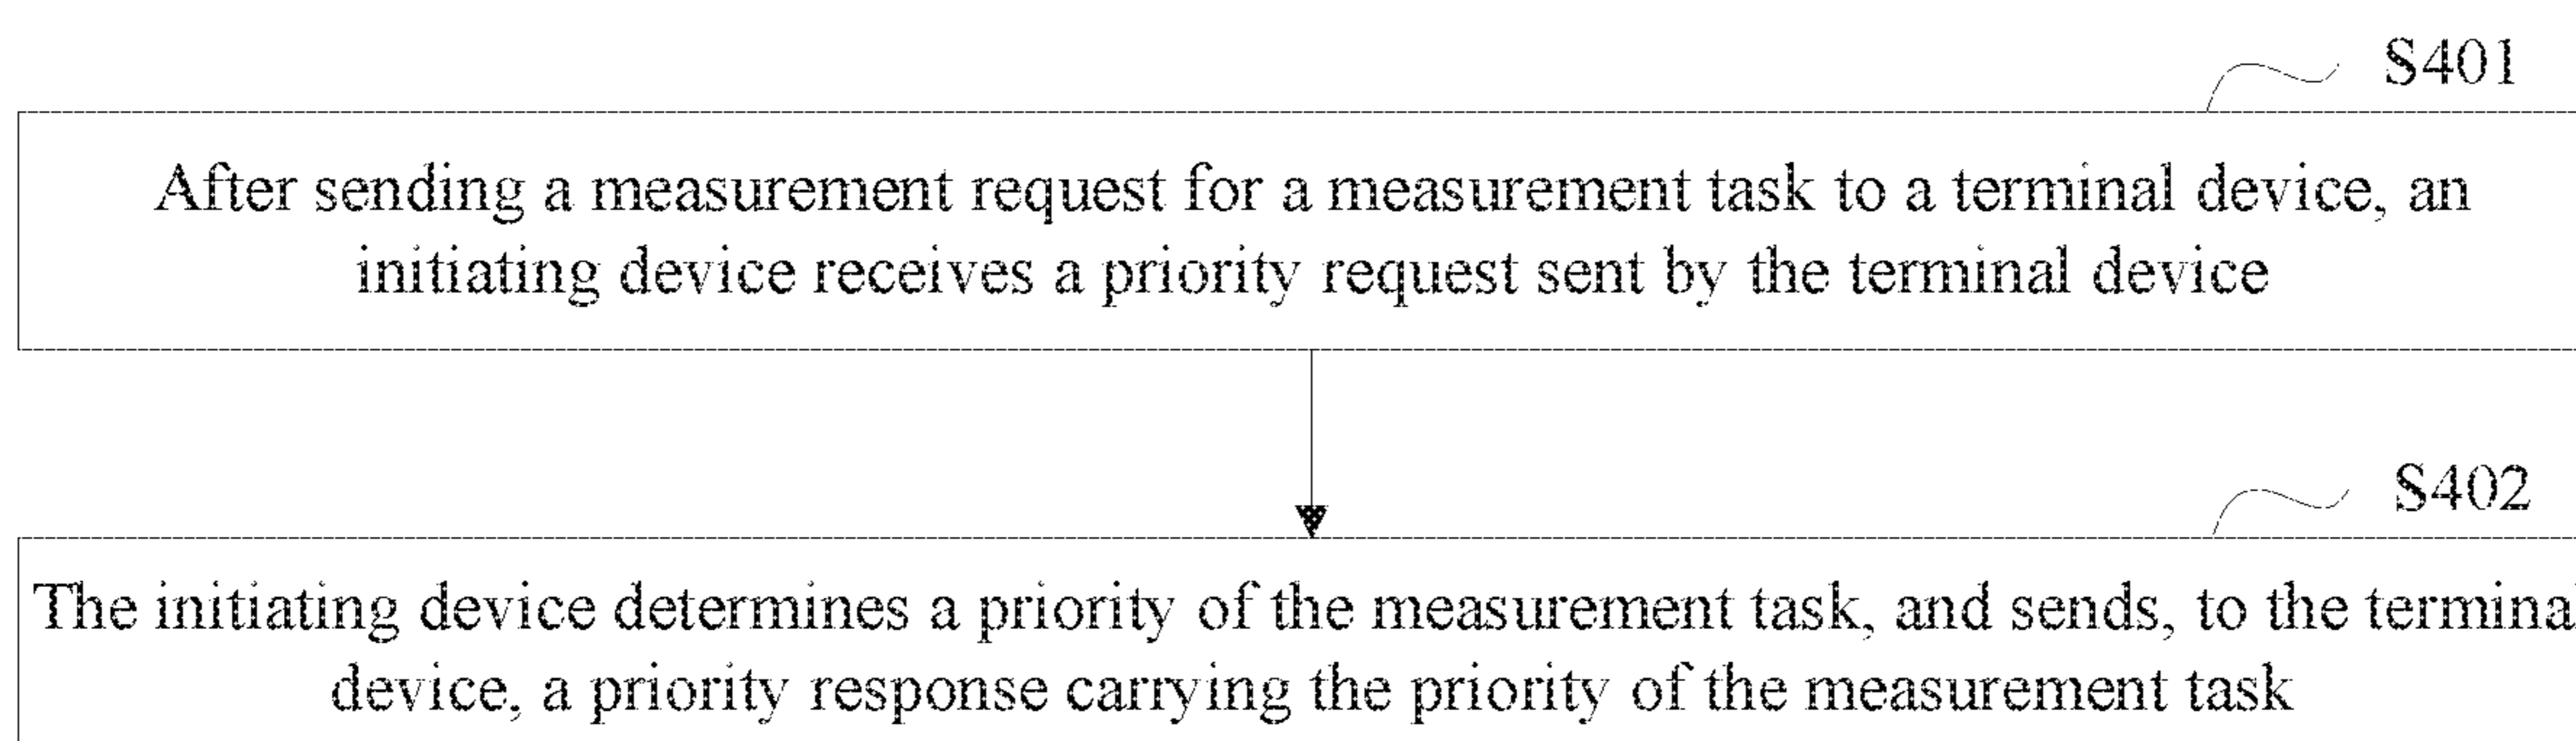 S401
After sending a measurement request for a measurement task to a terminal device, an
initiating device receives a priority request sent by the terminal device
S402
The initiating device determines a priority of the measurement task, and sends, to the terminal
device, a priority response carrying the priority of the measurement task